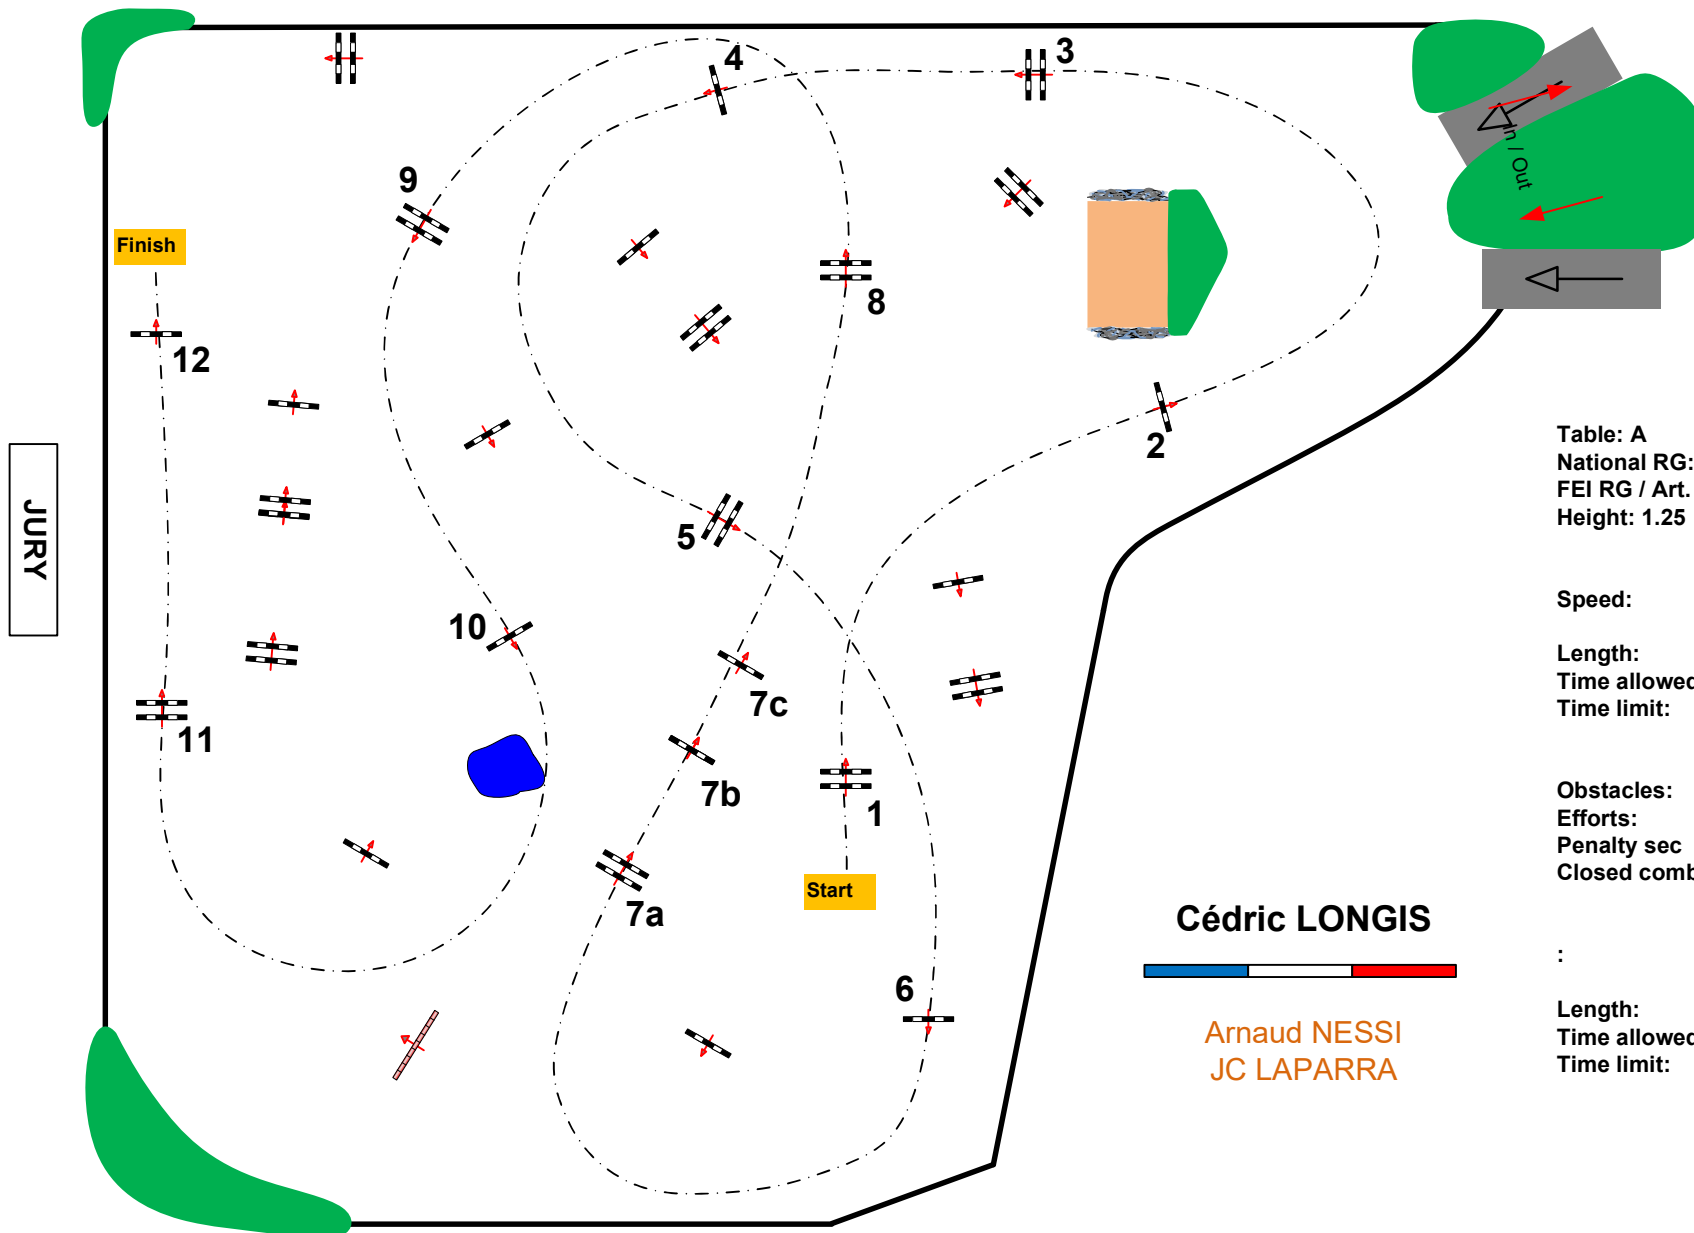 4
3
In / Out
9
Finish
8
12
2
Table: A
National RG:
FEI RG / Art.
Height: 1.25
JURY
5
Speed:
10
Length:
Time allowed
Time limit:
7c
11
7b
1
Obstacles:
Efforts:
Penalty sec
Closed comb
Start
7a
Cédric LONGIS
:
6
Length:
Time allowed
Time limit:
Arnaud NESSI
JC LAPARRA